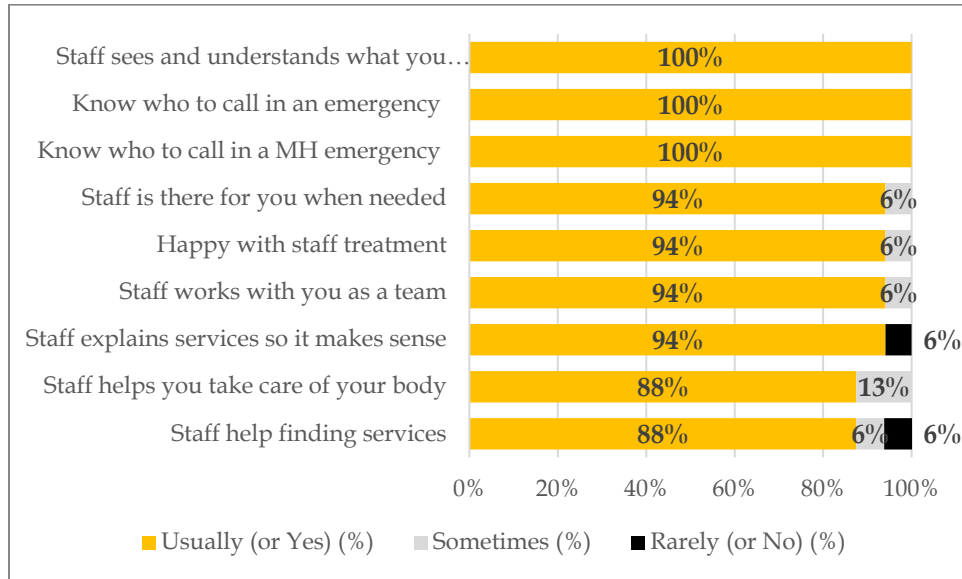 Staff sees and understands what you… 100%
Know who to call in an emergency 100%
Know who to call in a MH emergency 100%
Staff is there for you when needed 94% 6%
Happy with staff treatment 94% 6%
Staff works with you as a team 94% 6%
Staff explains services so it makes sense 94% 6%
Staff helps you take care of your body 88% 13%
Staff help finding services 88% 6% 6%
0% 20% 40% 60% 80% 100%
Usually (or Yes) (%) Sometimes (%) Rarely (or No) (%)